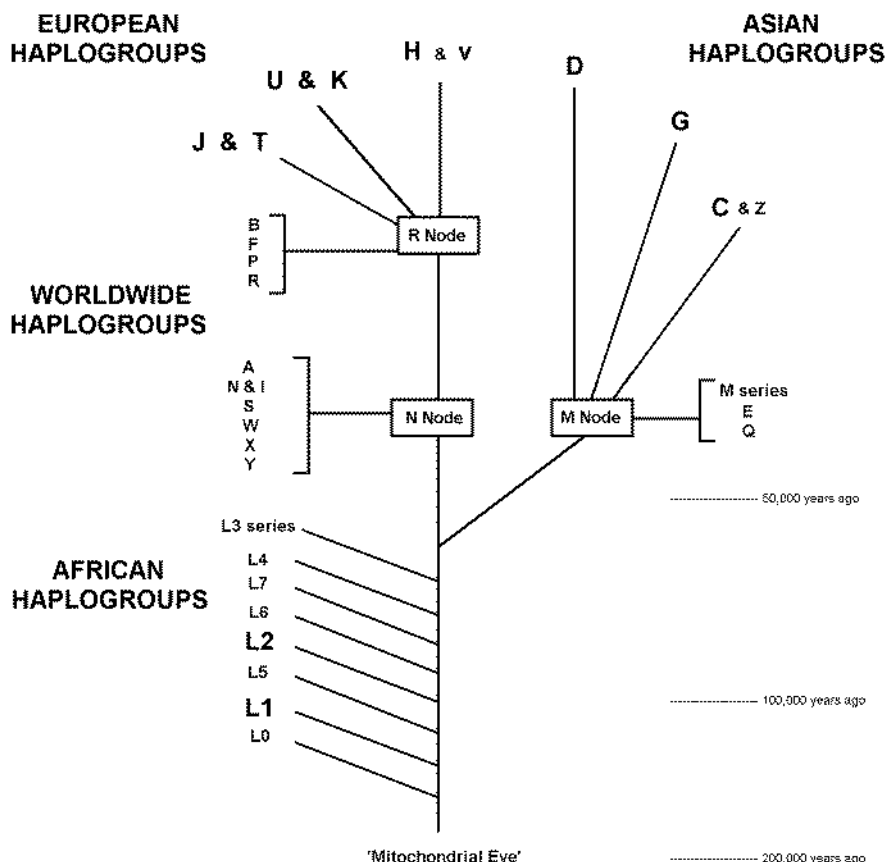 EUROPEAN
HAPLOGROUPS
ASIAN
HAPLOGROUPS
H & V
D
U & K
G
J & T
C & Z
B
F
P
R
R Node
WORLDWIDE
HAPLOGROUPS
A
N & I
S
W
X
Y
N Node
M Node
M series
E
Q
50,000 years ago
L3 series
AFRICAN
HAPLOGROUPS
L4
L7
L6
L2
L5
L1
L0
100,000 years ago
'Mitochondrial Eve'
200,000 years ago